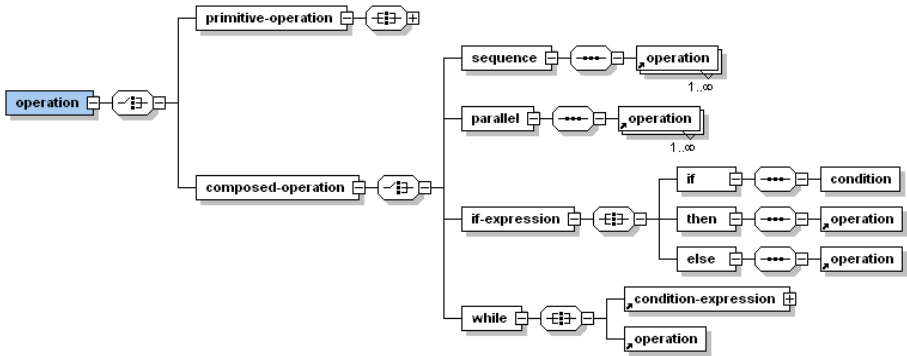 primitive-operation
sequence
operation
1..∞
operation
parallel
operation
1..∞
composed-operation
if
condition
if-expression
then
operation
else
operation
while
condition-expression
operation